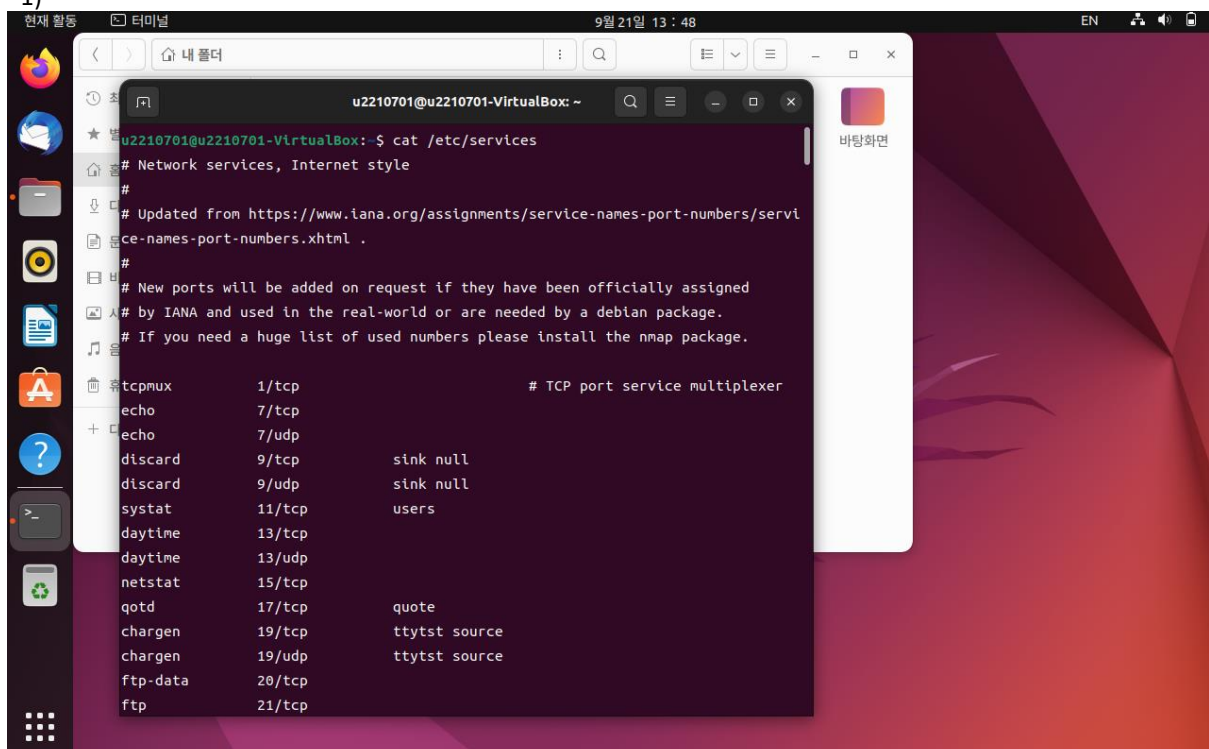 1)
현재 활동 터미널 9월 21일 13 : 48 EN
내 폴더
u2210701@u2210701-VirtualBox: ~
바탕화면
u2210701@u2210701-VirtualBox:~$ cat /etc/services
# Network services, Internet style
#
# Updated from https://www.iana.org/assignments/service-names-port-numbers/servi
ce-names-port-numbers.xhtml .
#
# New ports will be added on request if they have been officially assigned
# by IANA and used in the real-world or are needed by a debian package.
# If you need a huge list of used numbers please install the nmap package.
tcpmux 1/tcp # TCP port service multiplexer
echo 7/tcp
echo 7/udp
discard 9/tcp sink null
discard 9/udp sink null
systat 11/tcp users
daytime 13/tcp
daytime 13/udp
netstat 15/tcp
qotd 17/tcp quote
chargen 19/tcp ttytst source
chargen 19/udp ttytst source
ftp-data 20/tcp
ftp 21/tcp